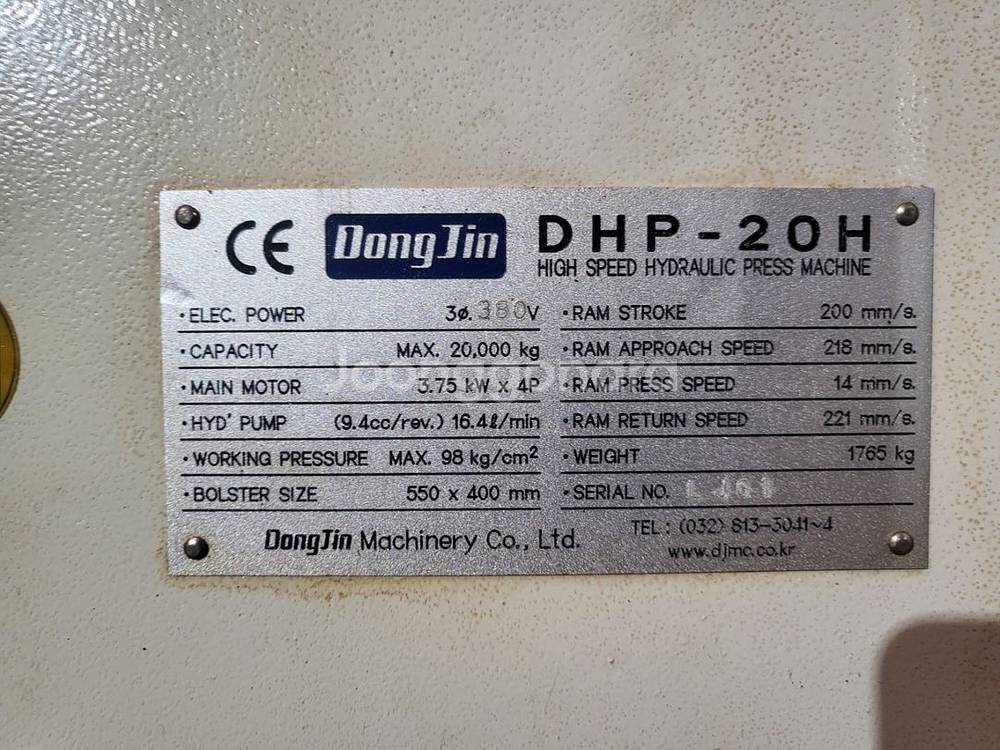 CE DongJin DHP-20H
HIGH SPEED HYDRAULIC PRESS MACHINE
·ELEC. POWER 3ø. 380V
·CAPACITY MAX. 20,000 kg
·MAIN MOTOR 3.75 kW x 4P
·HYD' PUMP (9.4cc/rev.) 16.4ℓ/min
·WORKING PRESSURE MAX. 98 kg/cm²
·BOLSTER SIZE 550 x 400 mm
·RAM STROKE 200 mm/s.
·RAM APPROACH SPEED 218 mm/s.
·RAM PRESS SPEED 14 mm/s.
·RAM RETURN SPEED 221 mm/s.
·WEIGHT 1765 kg
·SERIAL NO.
DongJin Machinery Co., Ltd.
TEL : (032) 813-3041~4
www.djmc.co.kr